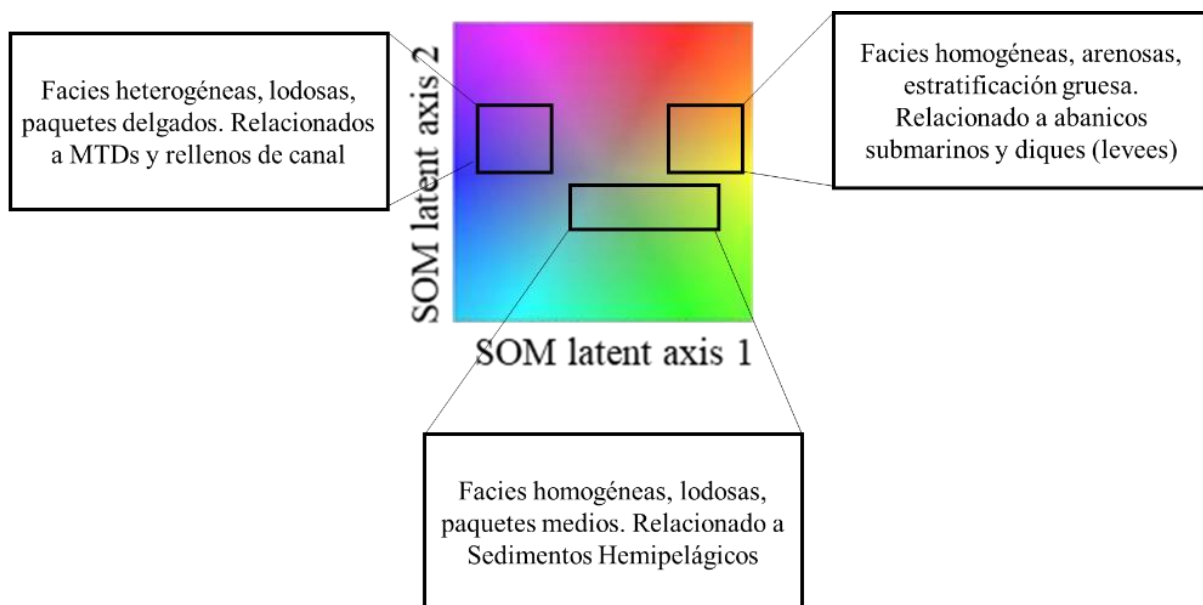 Facies heterogéneas, lodosas,
paquetes delgados. Relacionados
a MTDs y rellenos de canal
SOM latent axis 2
Facies homogéneas, arenosas,
estratificación gruesa.
Relacionado a abanicos
submarinos y diques (levees)
SOM latent axis 1
Facies homogéneas, lodosas,
paquetes medios. Relacionado a
Sedimentos Hemipelágicos